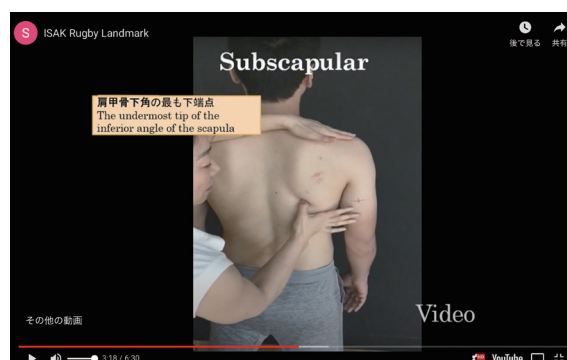 S
ISAK Rugby Landmark
後で見る
共有
Subscapular
肩甲骨下角の最も下端点
The undermost tip of the
inferior angle of the scapula
その他の動画
Video
3:18 / 6:30
YouTube